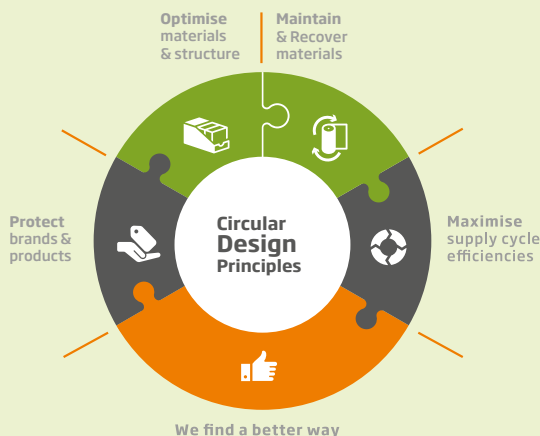 Optimise
materials
& structure
Maintain
& Recover
materials
Protect
brands &
products
Circular
Design
Principles
Maximise
supply cycle
efficiencies
We find a better way